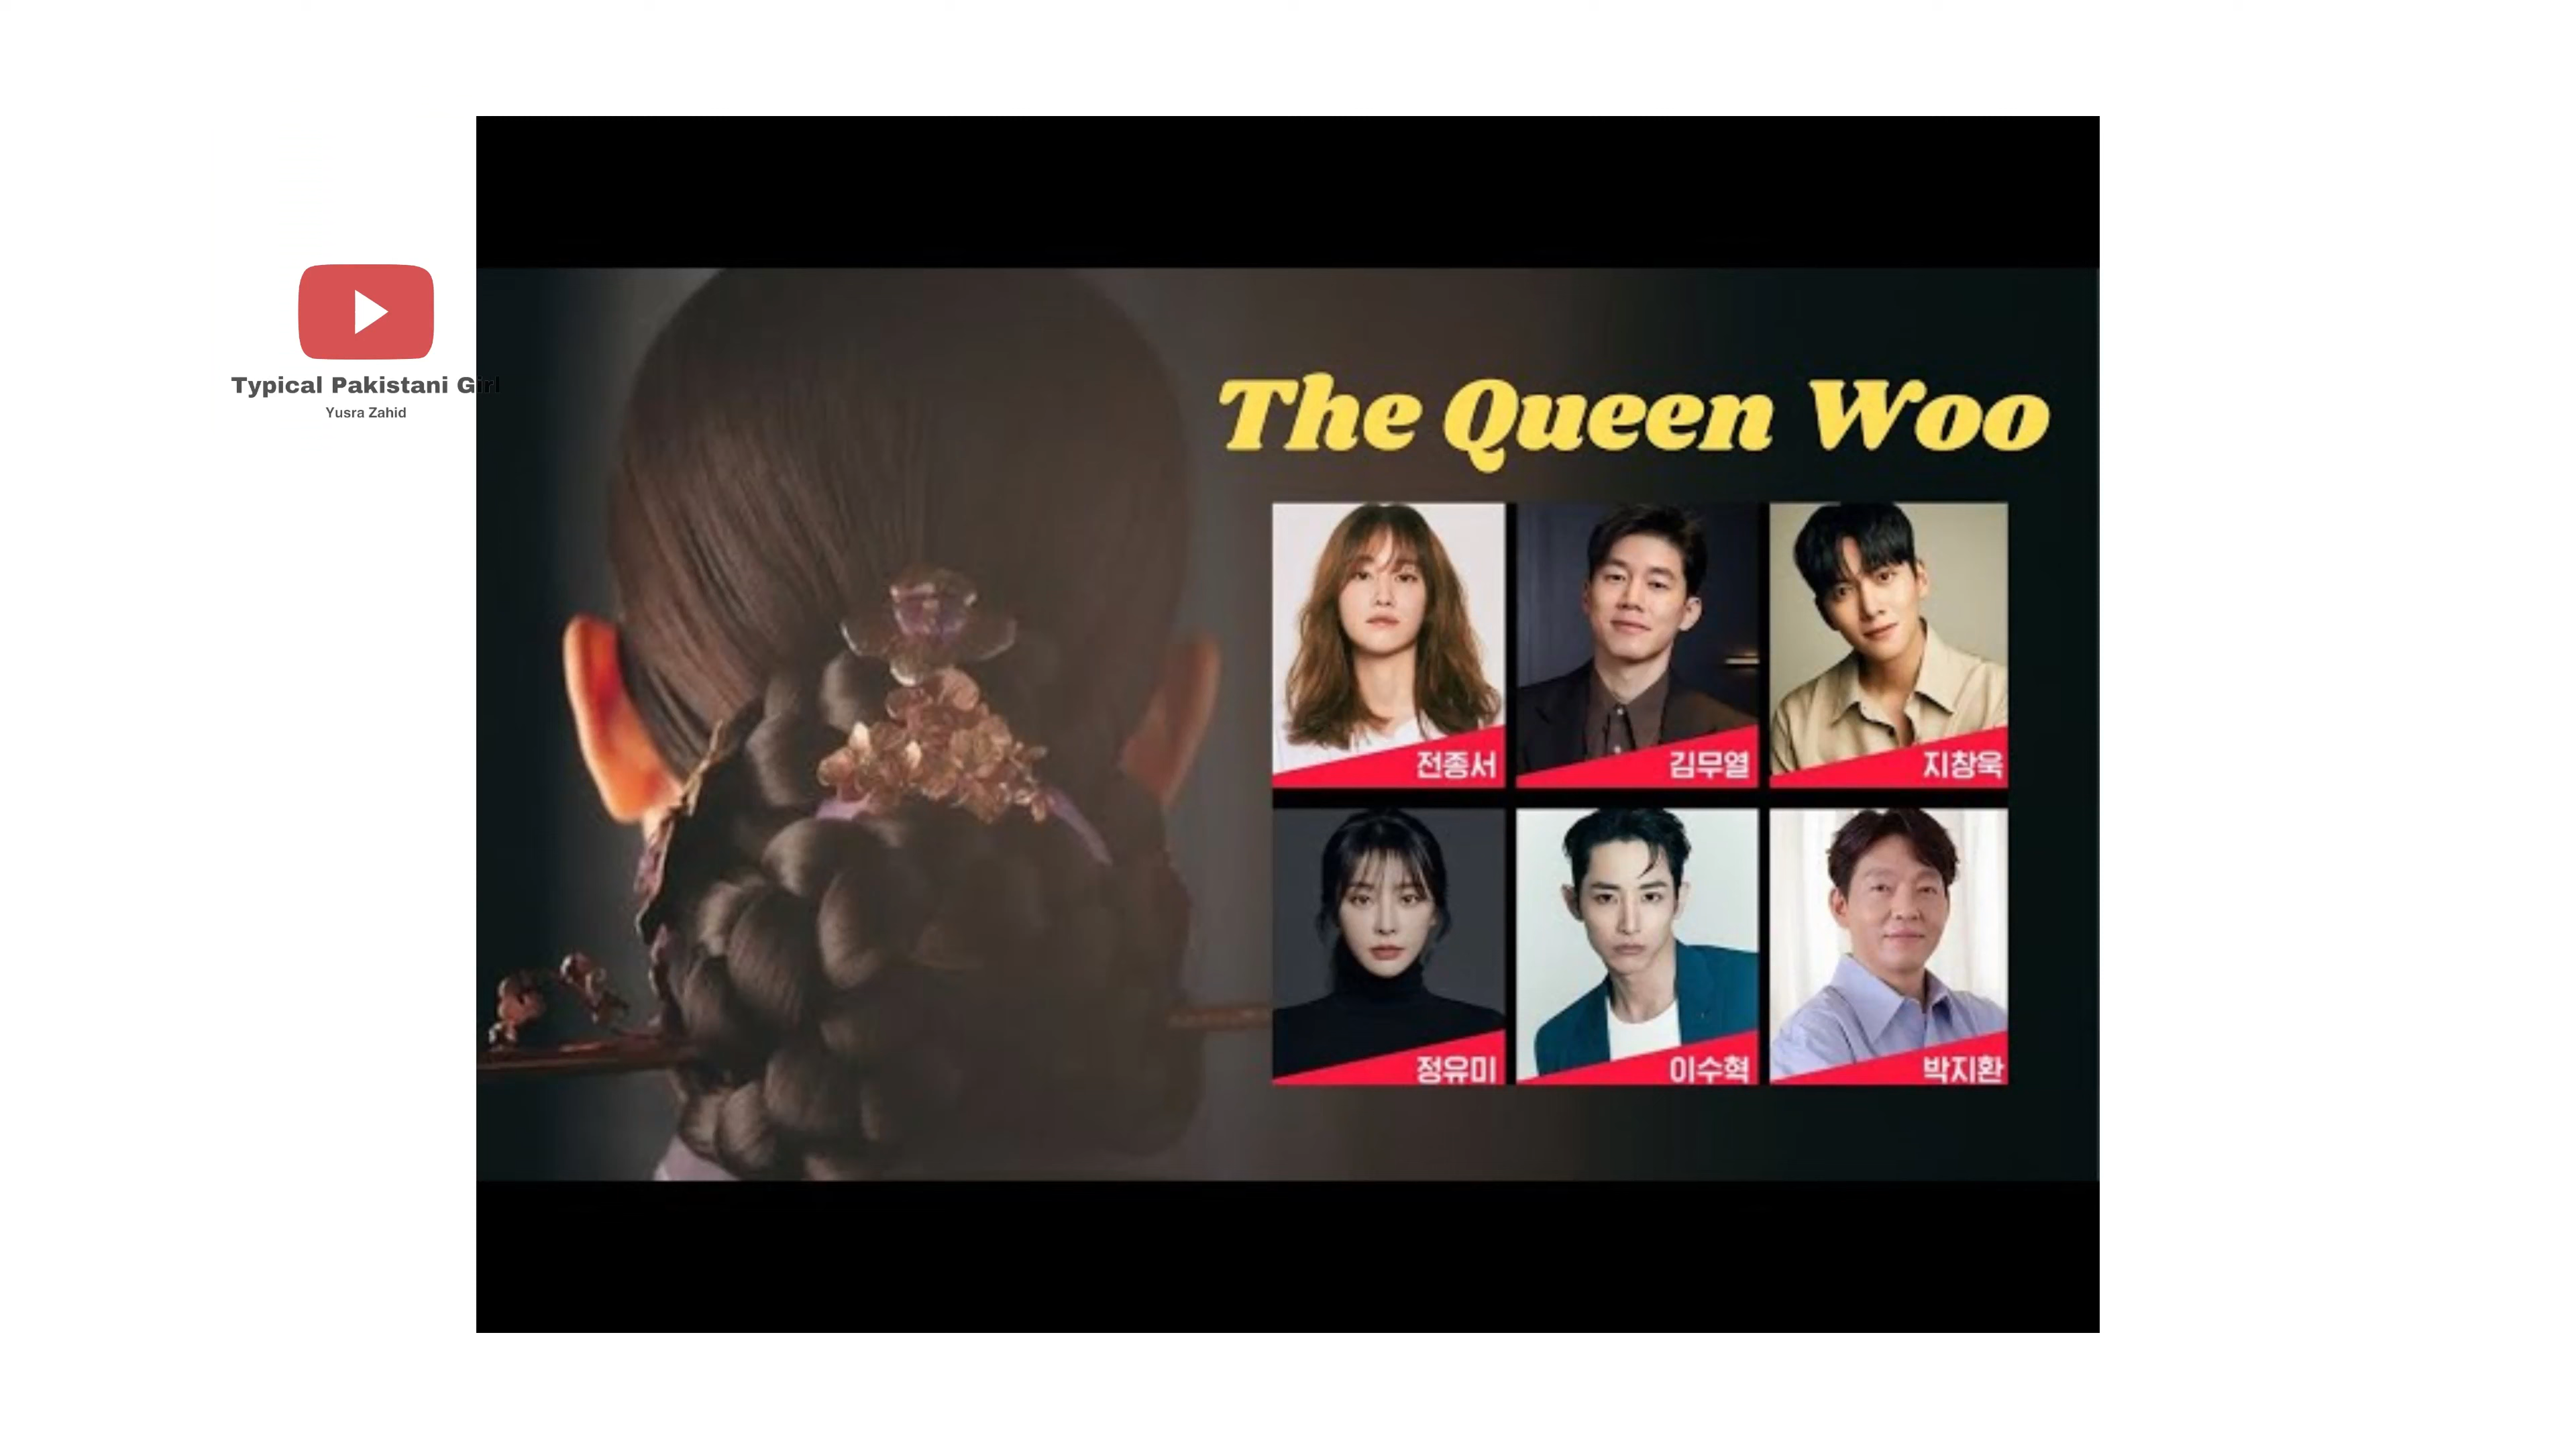 Typical Pakistani Girl
Yusra Zahid
The Queen Woo
전종서
김무열
지창욱
정유미
이수혁
박지환